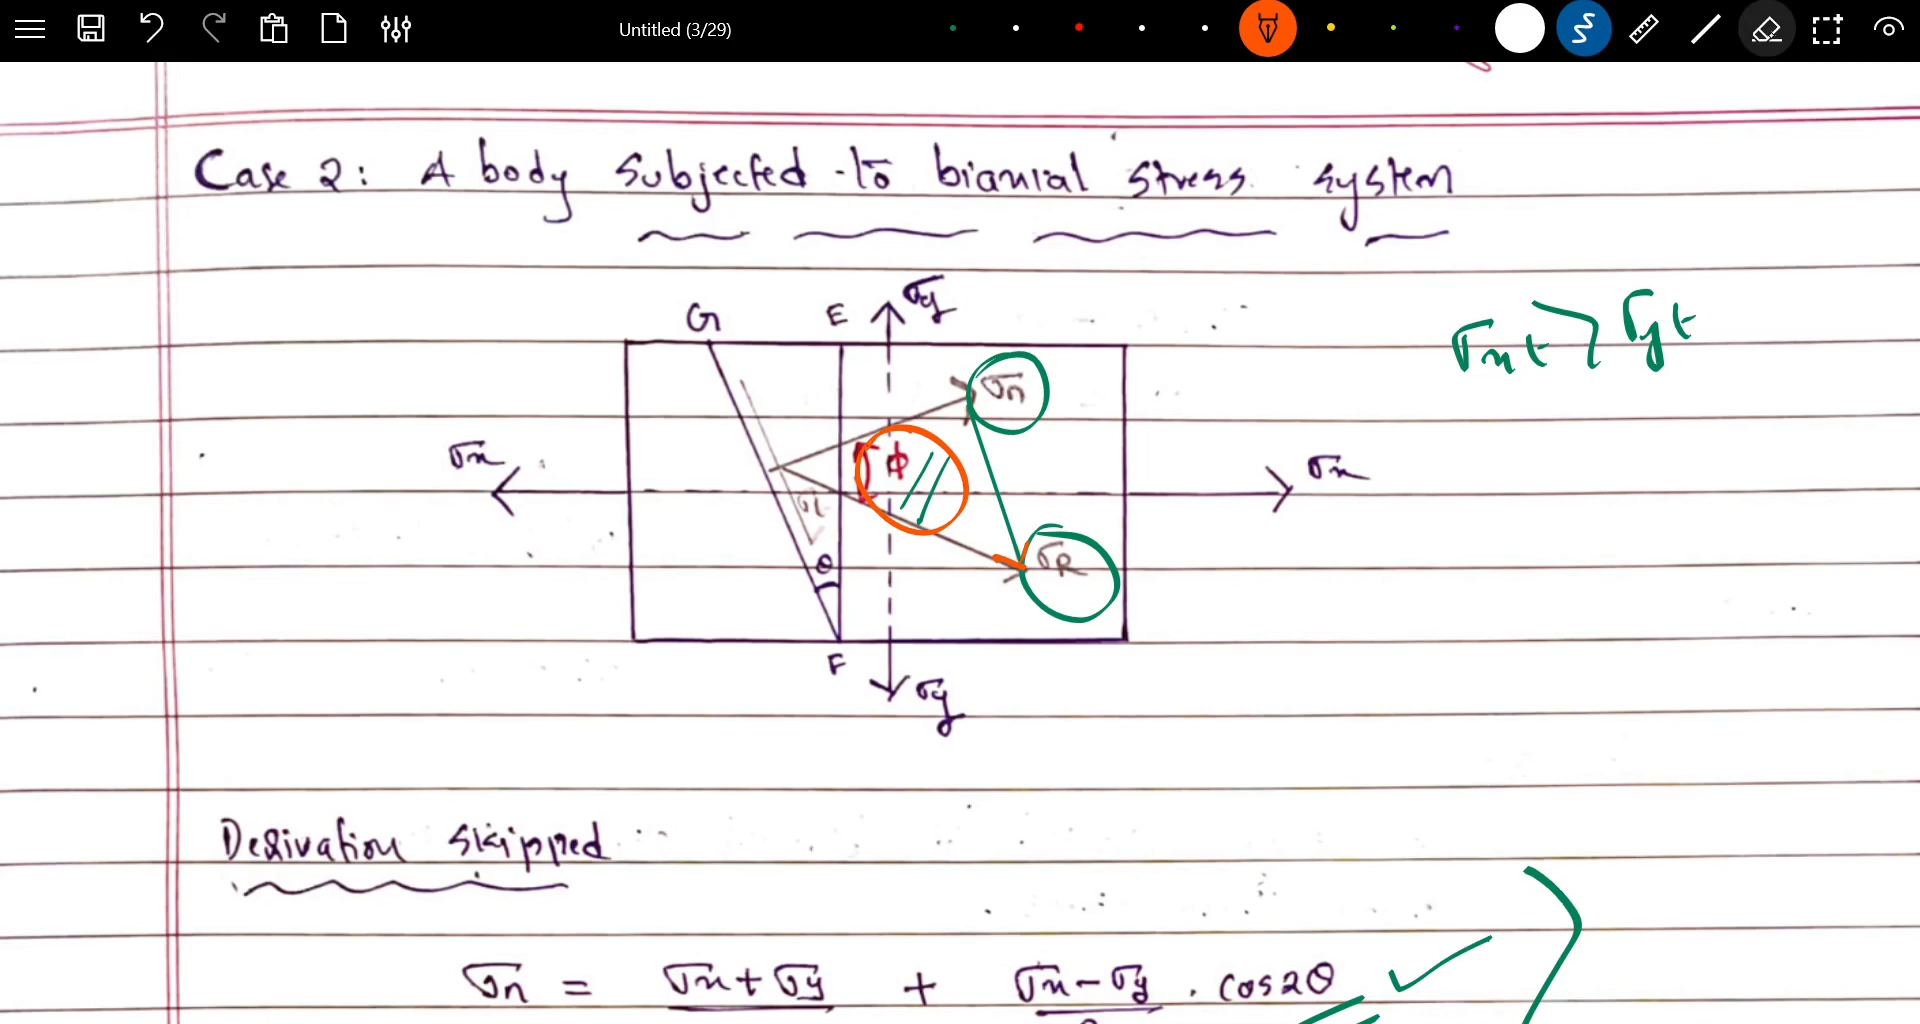 Untitled (3/29)
Case 2: A body subjected to biaxial stress system
G E σy
σn
σxt > σyt
σx φ σx
θ σR
F
σy
Derivation skipped
σn = σx + σy + σx - σy . cos2θ